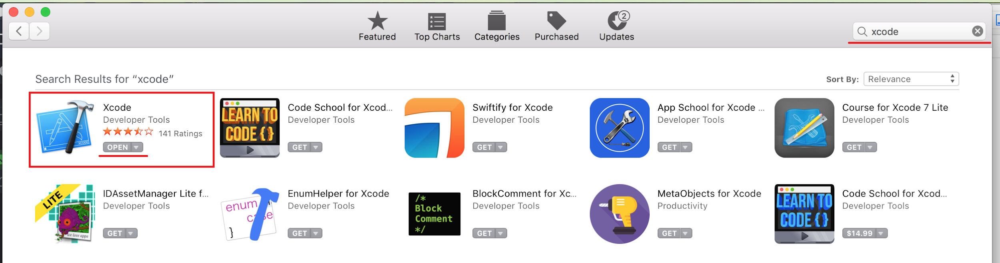 2
Featured
Top Charts
Categories
Purchased
Updates
xcode
Search Results for “xcode”
Sort By:
Relevance
Xcode
Developer Tools
141 Ratings
OPEN
XCODE
LEARN TO
CODE { }
Code School for Xcod...
Developer Tools
GET
Swiftify for Xcode
Developer Tools
GET
App School for Xcode ...
Developer Tools
GET
Course for Xcode 7 Lite
Developer Tools
GET
LITE
we love apps
IDAssetManager Lite f...
Developer Tools
GET
enum
case
}
EnumHelper for Xcode
Developer Tools
GET
/*
Block
Comment
*/
BlockComment for Xc...
Developer Tools
GET
MetaObjects for Xcode
Productivity
GET
LEARN TO
CODE { }
Code School for Xcod...
Developer Tools
$14.99